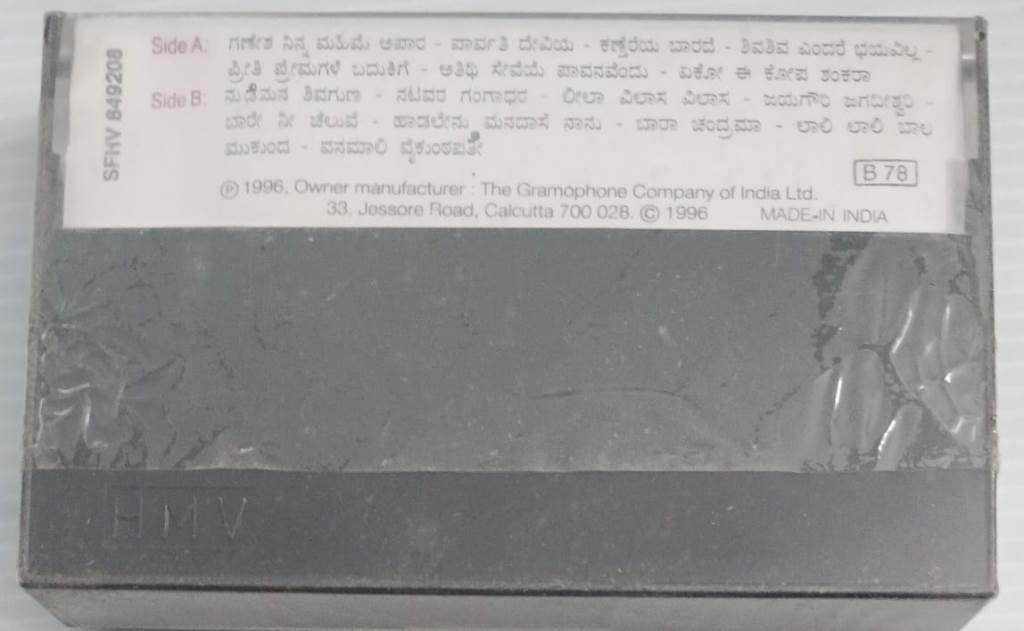 SFHV 849208
Side A: ಗಣೇಶ ನಿನ್ನ ಮಹಿಮೆ ಅಪಾರ - ಪಾರ್ವತಿ ದೇವಿಯ - ಕಣ್ತೆರೆಯ ಬಾರದೆ - ಶಿವಶಿವ ಎಂದರೆ ಭಯವಿಲ್ಲ -
ಪ್ರೀತಿ ಪ್ರೇಮಗಳೆ ಬದುಕಿಗೆ - ಅತಿಥಿ ಸೇವೆಯೆ ಪಾವನವೆಂದು - ಏಕೋ ಈ ಕೋಪ ಶಂಕರಾ
Side B: ಶಿವಗುಣ - ನಟವರ ಗಂಗಾಧರ - ಲೀಲಾ ವಿಲಾಸ ವಿಲಾಸ - ಜಯಗೌರಿ ಜಗದೀಶ್ವರಿ -
ಬಾರೇ ನೀ ಚೆಲುವೆ - ಹಾಡಲೇನು ಮನದಾಸೆ ನಾನು - ಬಾರಾ ಚಂದ್ರಮಾ - ಲಾಲಿ ಲಾಲಿ ಬಾಲ
ಮುಕುಂದ - ವನಮಾಲಿ ವೈಕುಂಠಪತೇ
B 78
℗ 1996, Owner manufacturer : The Gramophone Company of India Ltd.
33, Jessore Road, Calcutta 700 028. © 1996 MADE-IN INDIA
HMV